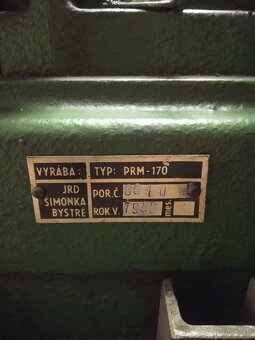 VYRÁBA:
JRD
ŠIMONKA
BYSTRÉ
TYP: PRM-170
POR.Č.
ROK V. mes.